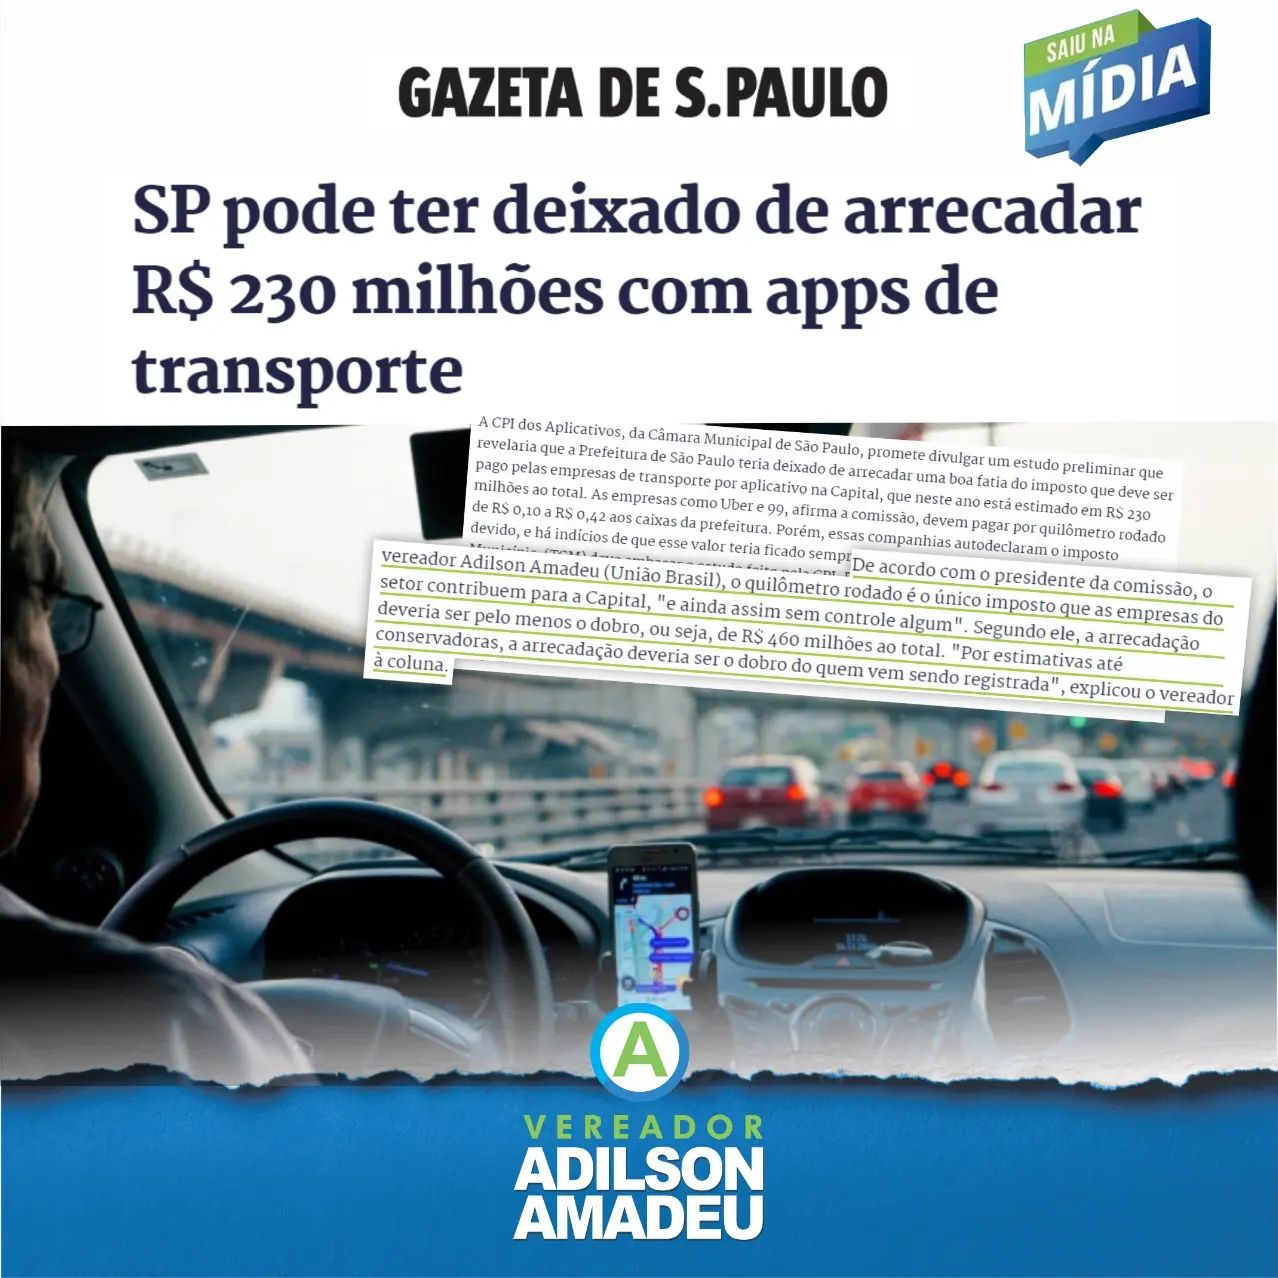 SAIU NA
MÍDIA
GAZETA DE S.PAULO
SP pode ter deixado de arrecadar
R$ 230 milhões com apps de
transporte
A CPI dos Aplicativos, da Câmara Municipal de São Paulo, promete divulgar um estudo preliminar que
revelaria que a Prefeitura de São Paulo teria deixado de arrecadar uma boa fatia do imposto que deve ser
pago pelas empresas de transporte por aplicativo na Capital, que neste ano está estimado em R$ 230
milhões ao total. As empresas como Uber e 99, afirma a comissão, devem pagar por quilômetro rodado
de R$ 0,10 a R$ 0,42 aos caixas da prefeitura. Porém, essas companhias autodeclaram o imposto
devido, e há indícios de que esse valor teria ficado
De acordo com o presidente da comissão, o
vereador Adilson Amadeu (União Brasil), o quilômetro rodado é o único imposto que as empresas do
setor contribuem para a Capital, "e ainda assim sem controle algum". Segundo ele, a arrecadação
deveria ser pelo menos o dobro, ou seja, de R$ 460 milhões ao total. "Por estimativas até
conservadoras, a arrecadação deveria ser o dobro do quem vem sendo registrada", explicou o vereador
à coluna.
A
VEREADOR
ADILSON
AMADEU